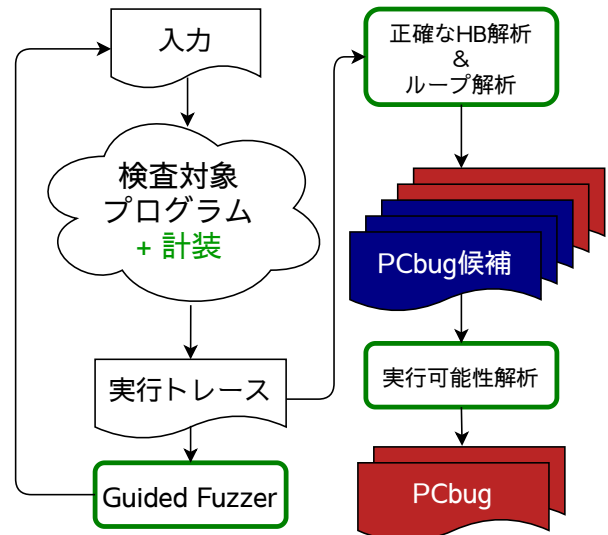 入力
検査対象
プログラム
+ 計装
実行トレース
Guided Fuzzer
正確なHB解析
&
ループ解析
PCbug候補
実行可能性解析
PCbug